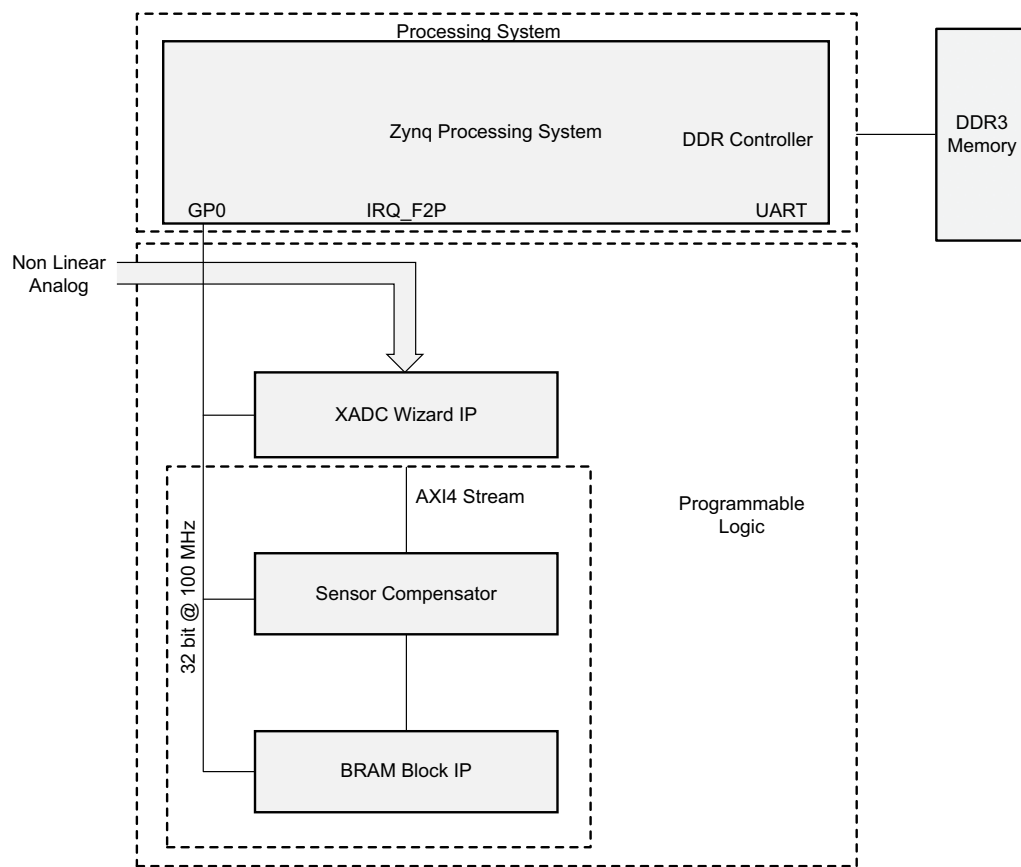 Processing System
Zynq Processing System
DDR Controller
GP0
IRQ_F2P
UART
DDR3
Memory
Non Linear
Analog
XADC Wizard IP
AXI4 Stream
Programmable
Logic
32 bit @ 100 MHz
Sensor Compensator
BRAM Block IP